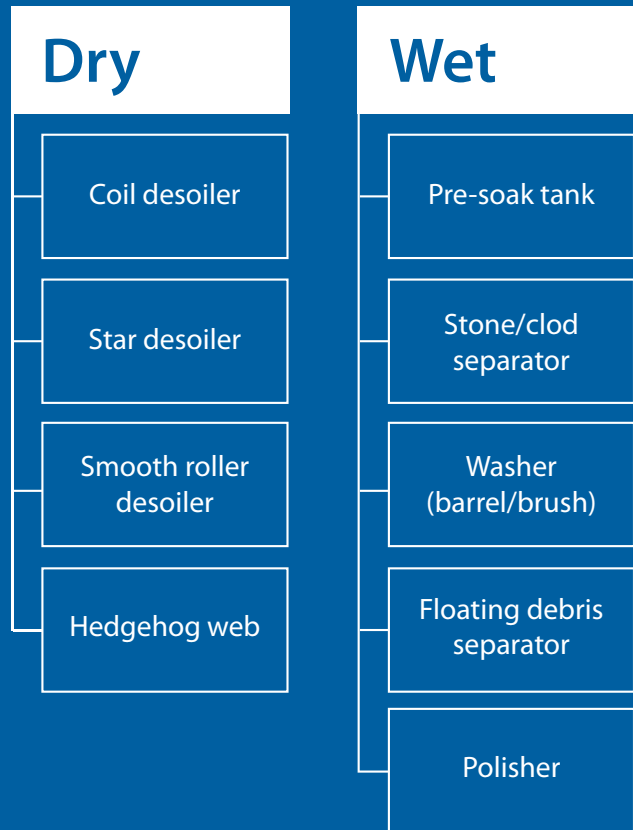 Dry
Coil desoiler
Star desoiler
Smooth roller
desoiler
Hedgehog web
Wet
Pre-soak tank
Stone/clod
separator
Washer
(barrel/brush)
Floating debris
separator
Polisher